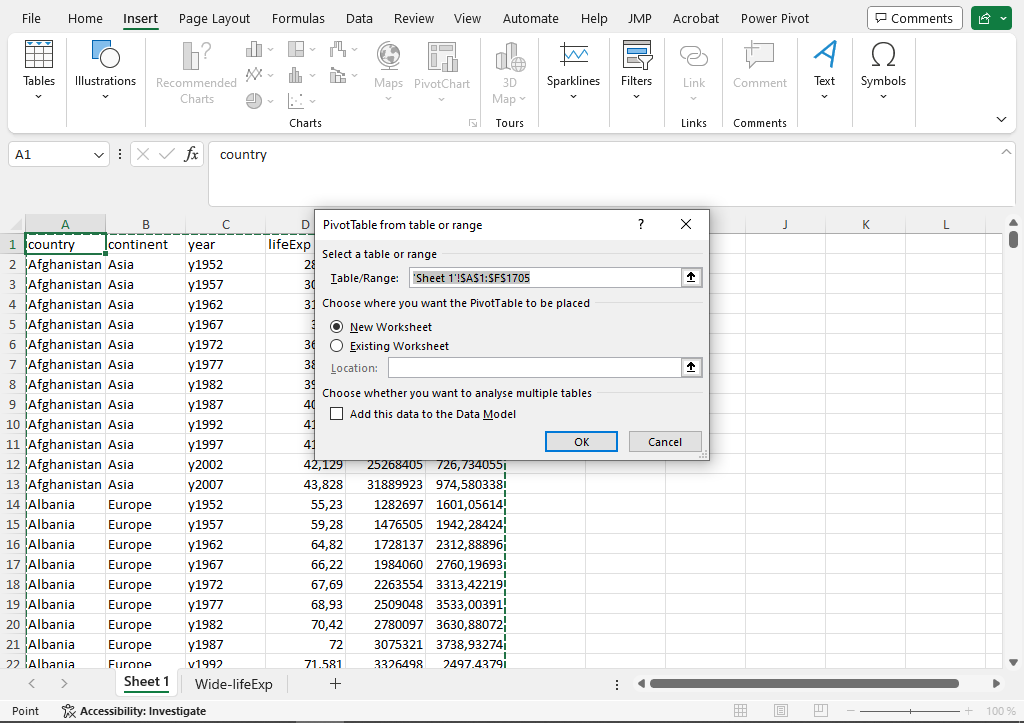 File Home Insert Page Layout Formulas Data Review View Automate Help JMP Acrobat Power Pivot Comments
Tables Illustrations Recommended Charts Maps PivotChart 3D Map Sparklines Filters Link Comment Text Symbols
Charts Tours Links Comments
A1 fx country
A B C D J K L
1 country continent year lifeExp
2 Afghanistan Asia y1952 28
3 Afghanistan Asia y1957 30
4 Afghanistan Asia y1962 31
5 Afghanistan Asia y1967 3
6 Afghanistan Asia y1972 36
7 Afghanistan Asia y1977 38
8 Afghanistan Asia y1982 39
9 Afghanistan Asia y1987 40
10 Afghanistan Asia y1992 41
11 Afghanistan Asia y1997 41
12 Afghanistan Asia y2002 42,129 25268405 726,734055
13 Afghanistan Asia y2007 43,828 31889923 974,580338
14 Albania Europe y1952 55,23 1282697 1601,05614
15 Albania Europe y1957 59,28 1476505 1942,28424
16 Albania Europe y1962 64,82 1728137 2312,88896
17 Albania Europe y1967 66,22 1984060 2760,19693
18 Albania Europe y1972 67,69 2263554 3313,42219
19 Albania Europe y1977 68,93 2509048 3533,00391
20 Albania Europe y1982 70,42 2780097 3630,88072
21 Albania Europe y1987 72 3075321 3738,93274
22 Albania Europe y1992 71,581 3326498 2497,4379
PivotTable from table or range ?
Select a table or range
Table/Range: 'Sheet 1'!$A$1:$F$1705
Choose where you want the PivotTable to be placed
New Worksheet
Existing Worksheet
Location:
Choose whether you want to analyse multiple tables
Add this data to the Data Model
OK Cancel
Sheet 1 Wide-lifeExp
Point Accessibility: Investigate 100 %